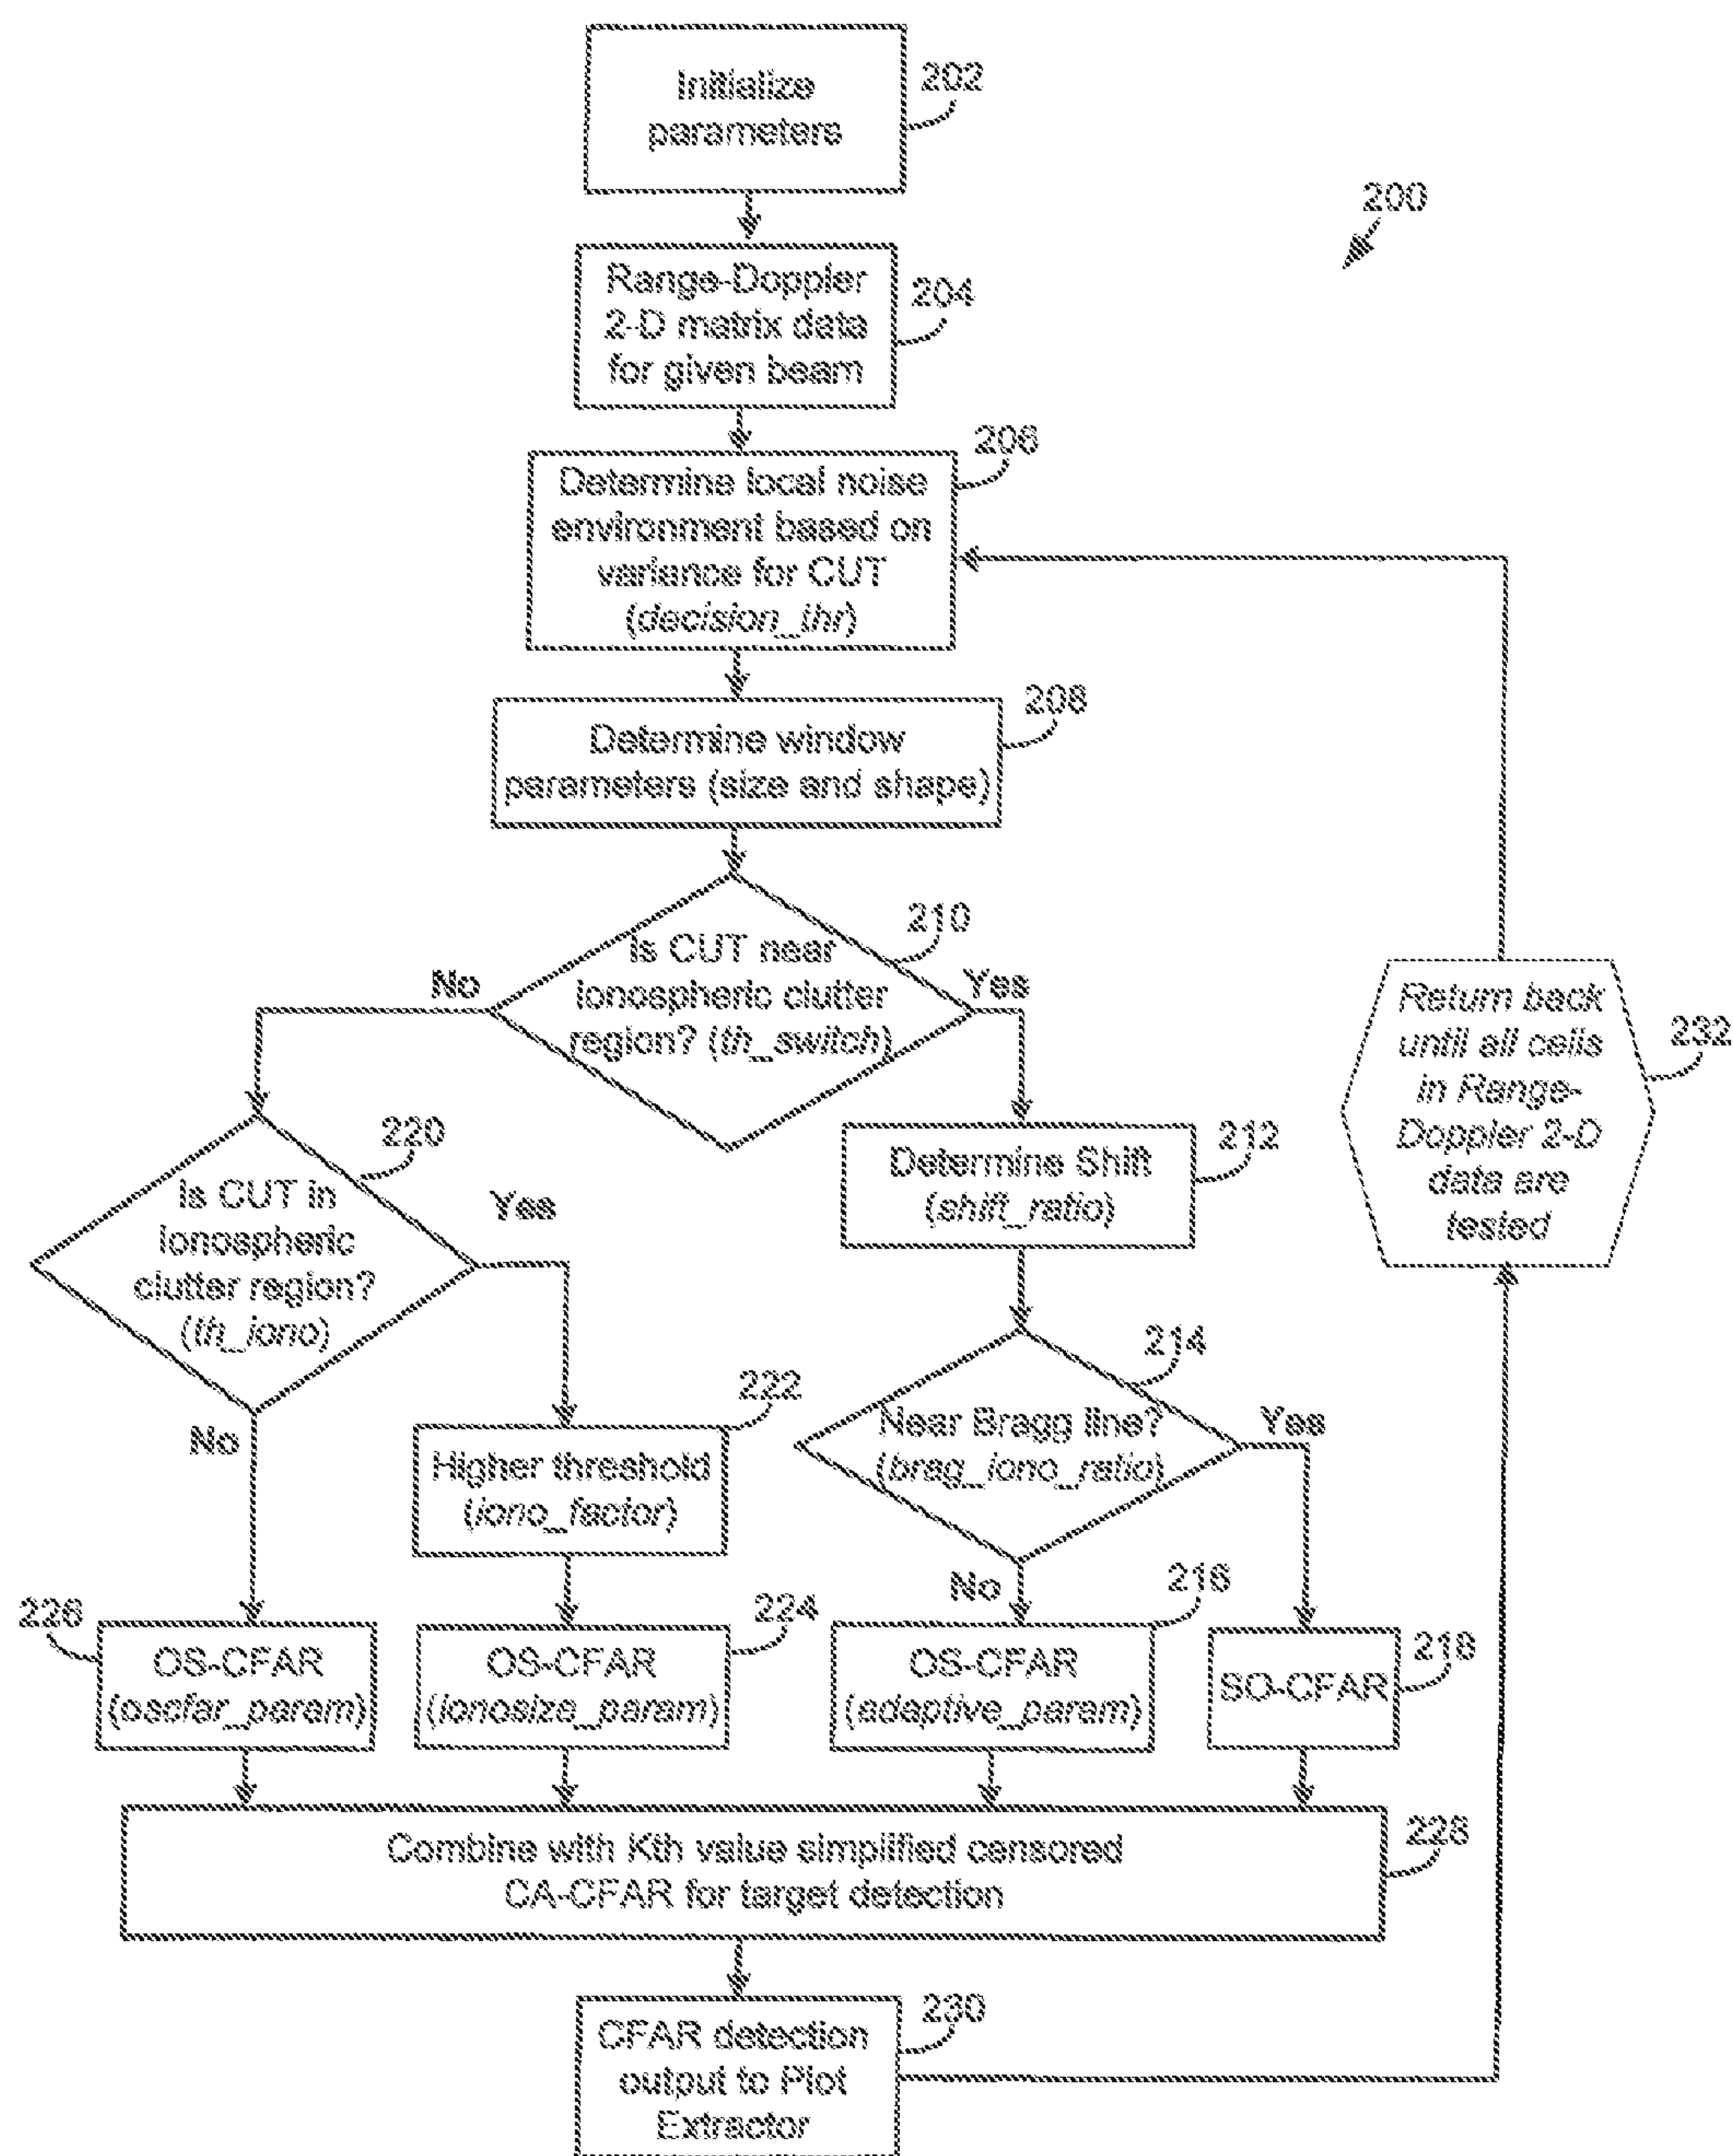 Initialize
parameters
202
200
Range-Doppler
2-D matrix data
for given beam
204
Determine local noise
environment based on
variance for CUT
(decision_thr)
206
Determine window
parameters (size and shape)
208
Is CUT near
ionospheric clutter
region? (th_switch)
210
No
Yes
Return back
until all cells
in Range-
Doppler 2-D
data are
tested
232
Is CUT in
ionospheric
clutter region?
(th_iono)
220
Yes
No
Determine Shift
(shift_ratio)
212
Near Bragg line?
(brag_iono_ratio)
214
Yes
No
Higher threshold
(iono_factor)
222
226
OS-CFAR
(oscfar_param)
OS-CFAR
(ionosize_param)
224
OS-CFAR
(adaptive_param)
216
SO-CFAR
218
Combine with Kth value simplified censored
CA-CFAR for target detection
228
CFAR detection
output to Plot
Extractor
230